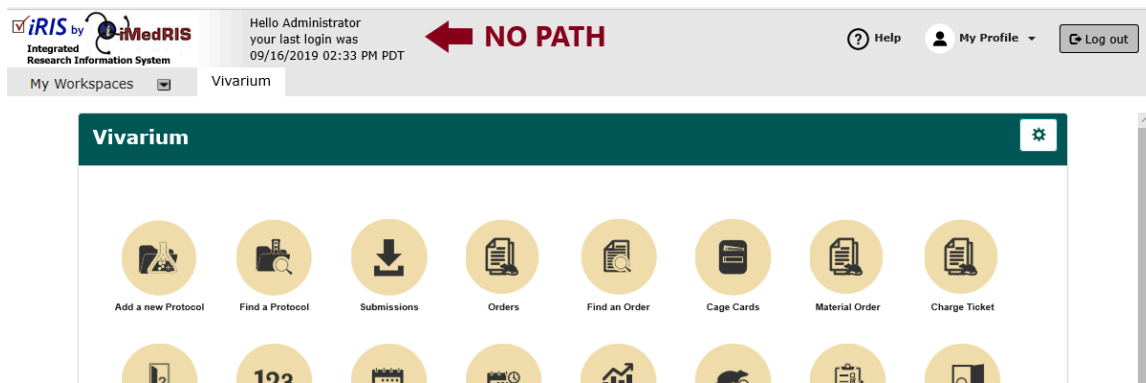 iRIS by iMedRIS
Integrated
Research Information System
Hello Administrator
your last login was
09/16/2019 02:33 PM PDT
NO PATH
? Help
My Profile
Log out
My Workspaces
Vivarium
Vivarium
Add a new Protocol
Find a Protocol
Submissions
Orders
Find an Order
Cage Cards
Material Order
Charge Ticket
123